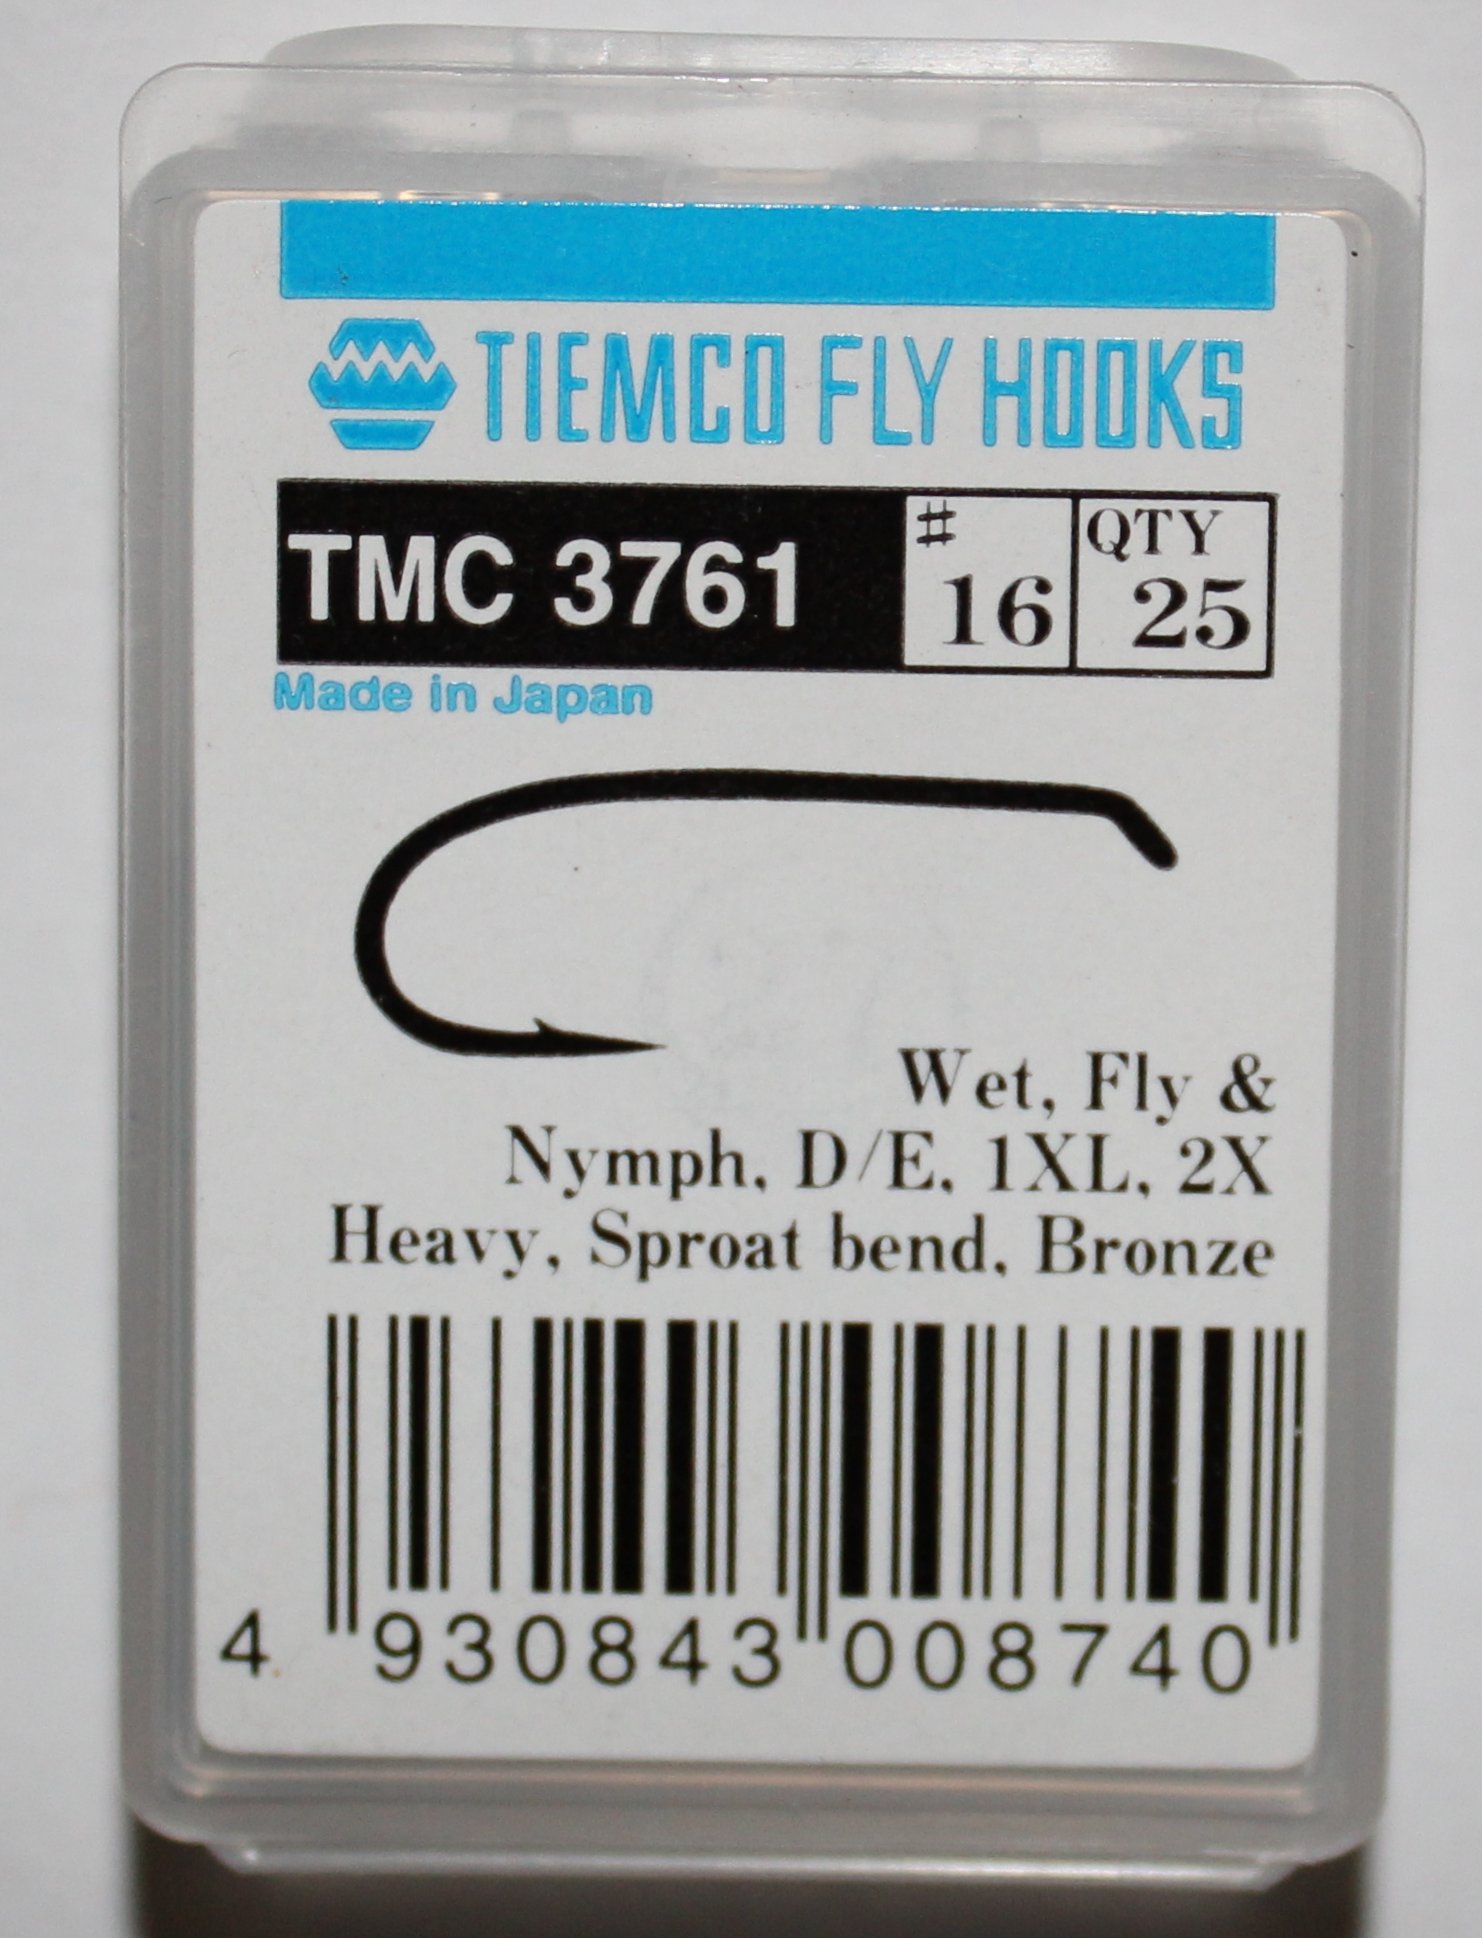 TIEMCO FLY HOOKS
TMC 3761
# 16
QTY 25
Made in Japan
Wet, Fly &
Nymph, D/E, 1XL, 2X
Heavy, Sproat bend, Bronze
4 930843 008740